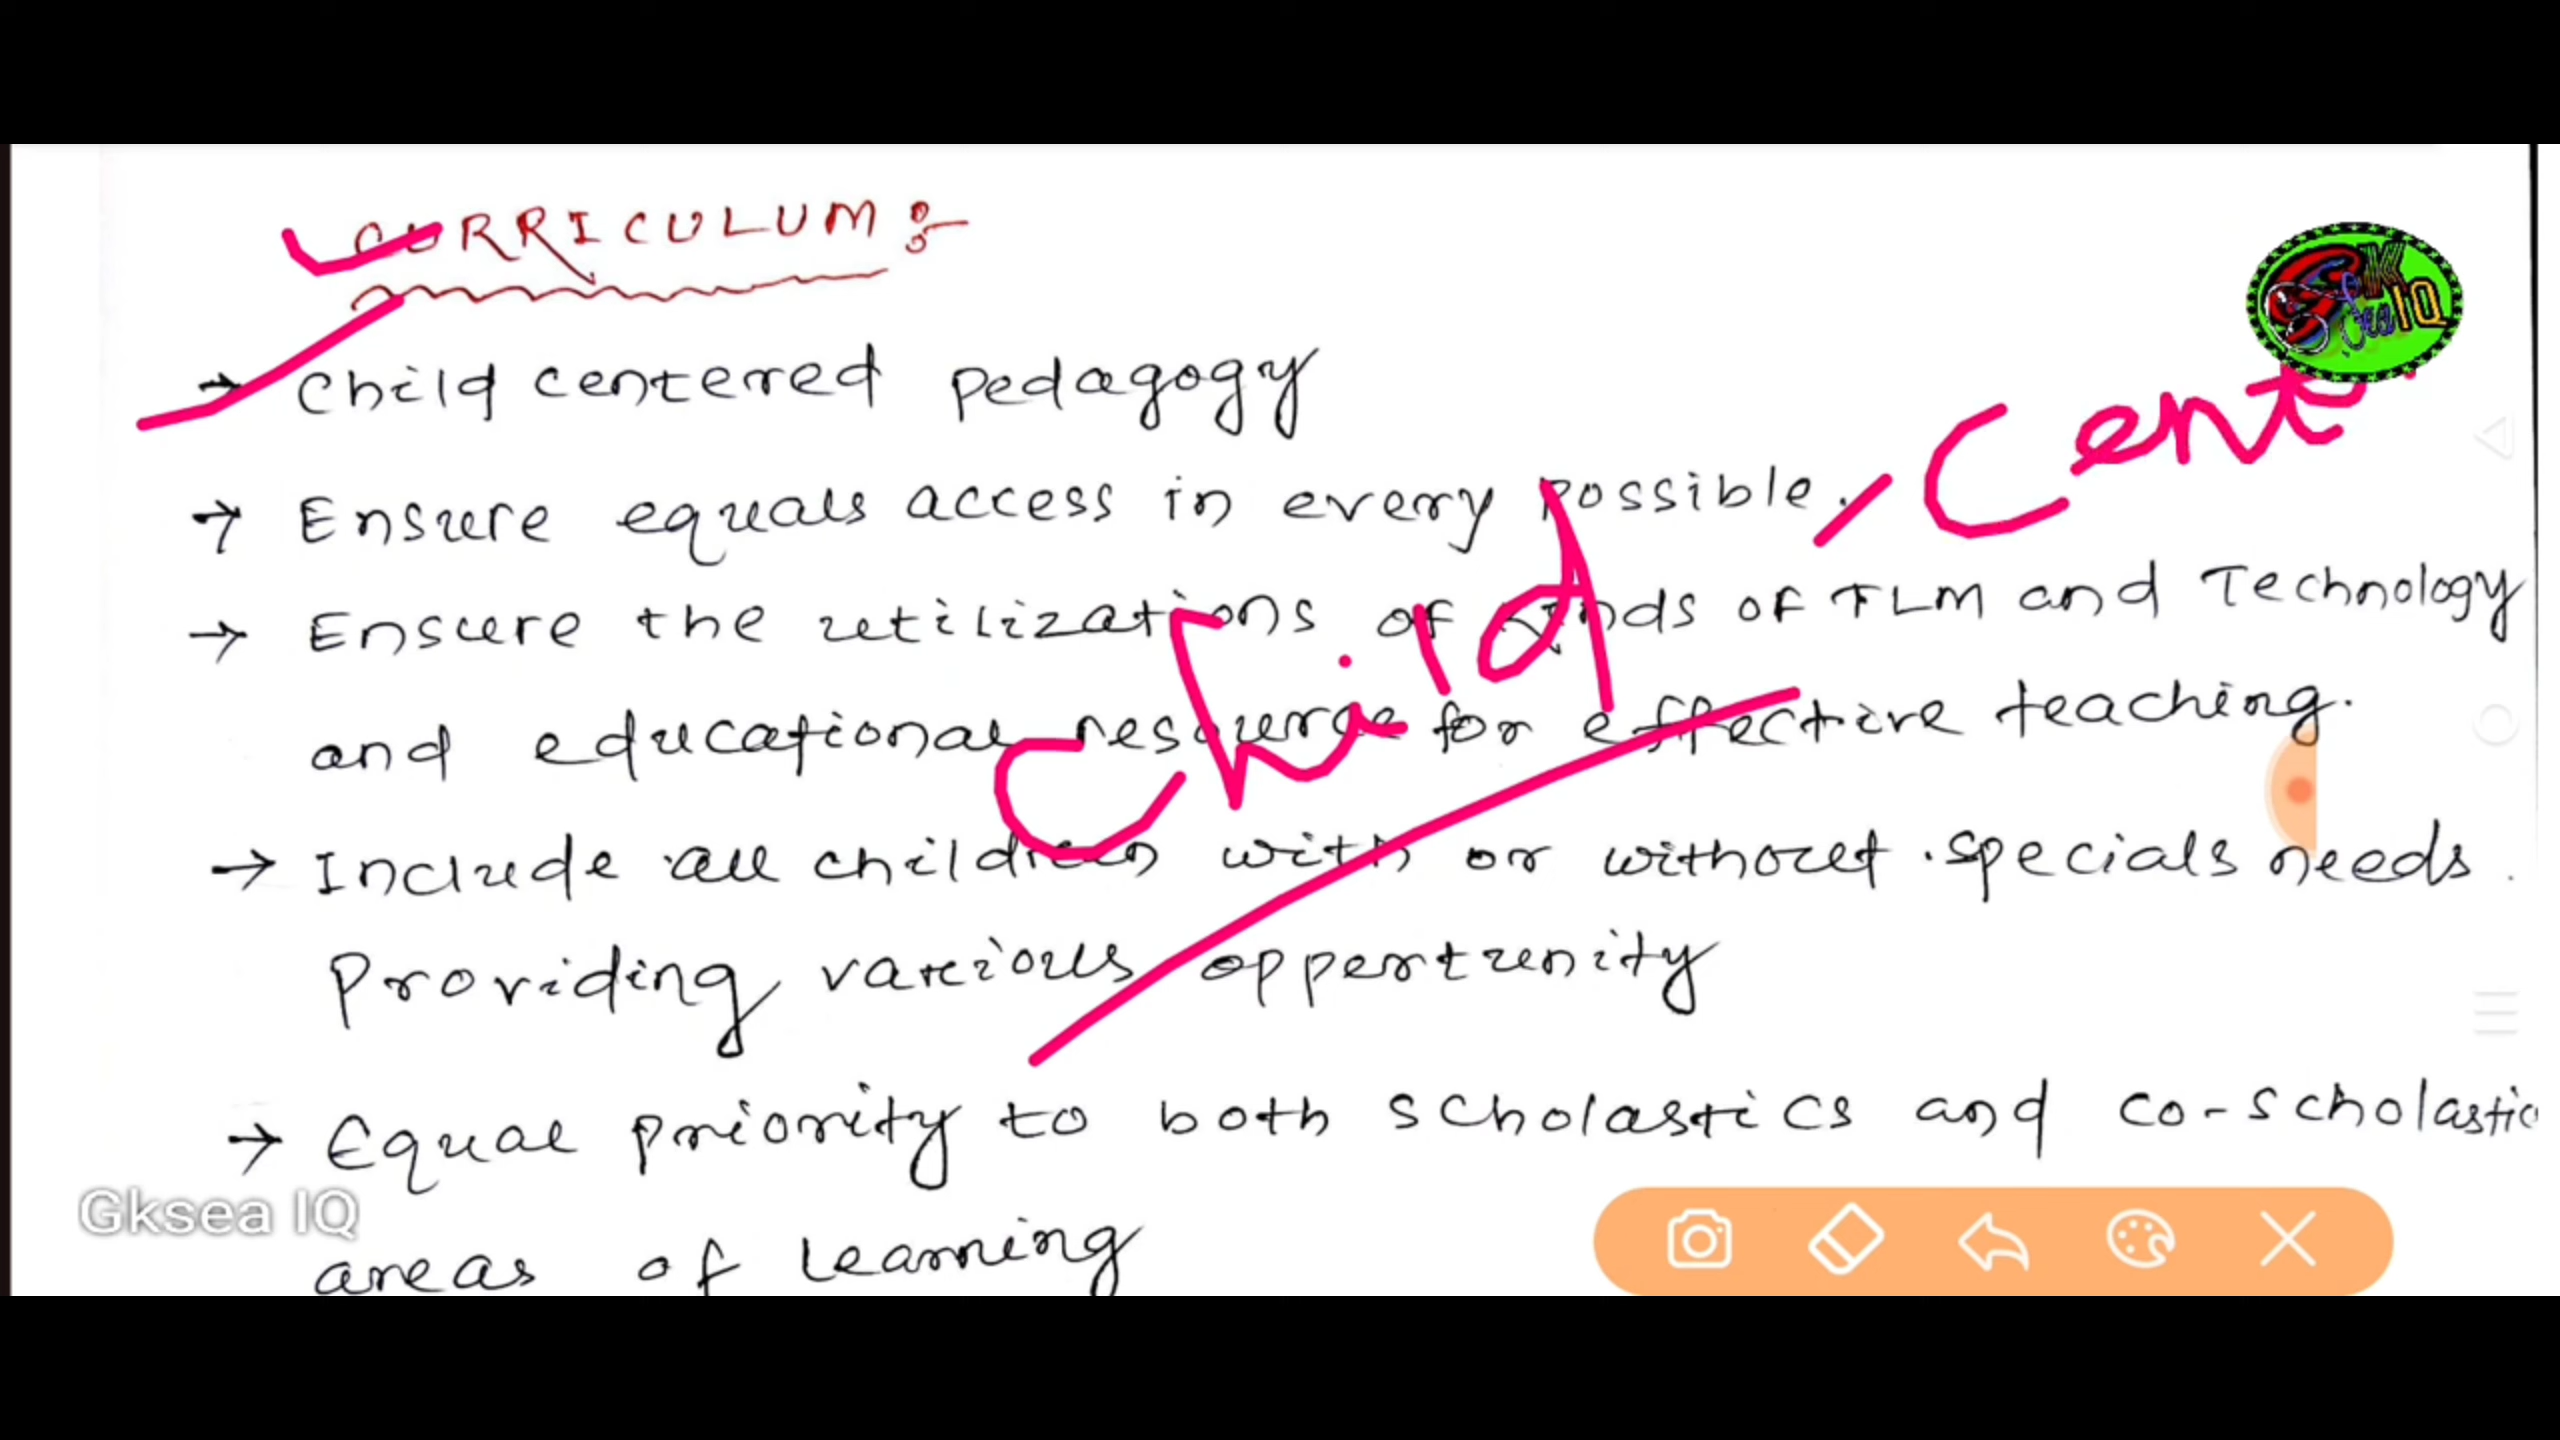 CURRICULUM :-
→ Child centered pedagogy
→ Ensure equals access in every possible.
→ Ensure the utilizations of kinds of TLM and Technology
and educational resource for effective teaching.
→ Include all children with or without specials needs.
Providing various oppertunity
→ Equal priority to both scholastics and co-scholastic
areas of learning
Child
Cent
Gksea IQ